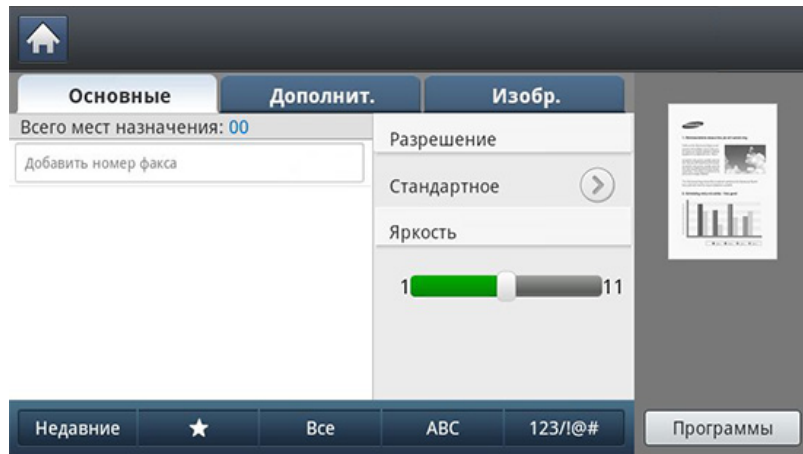 Основные
Дополнит.
Изобр.
Всего мест назначения: 00
Добавить номер факса
Разрешение
Стандартное
Яркость
1
11
Недавние
Все
ABC
123/!@#
Программы